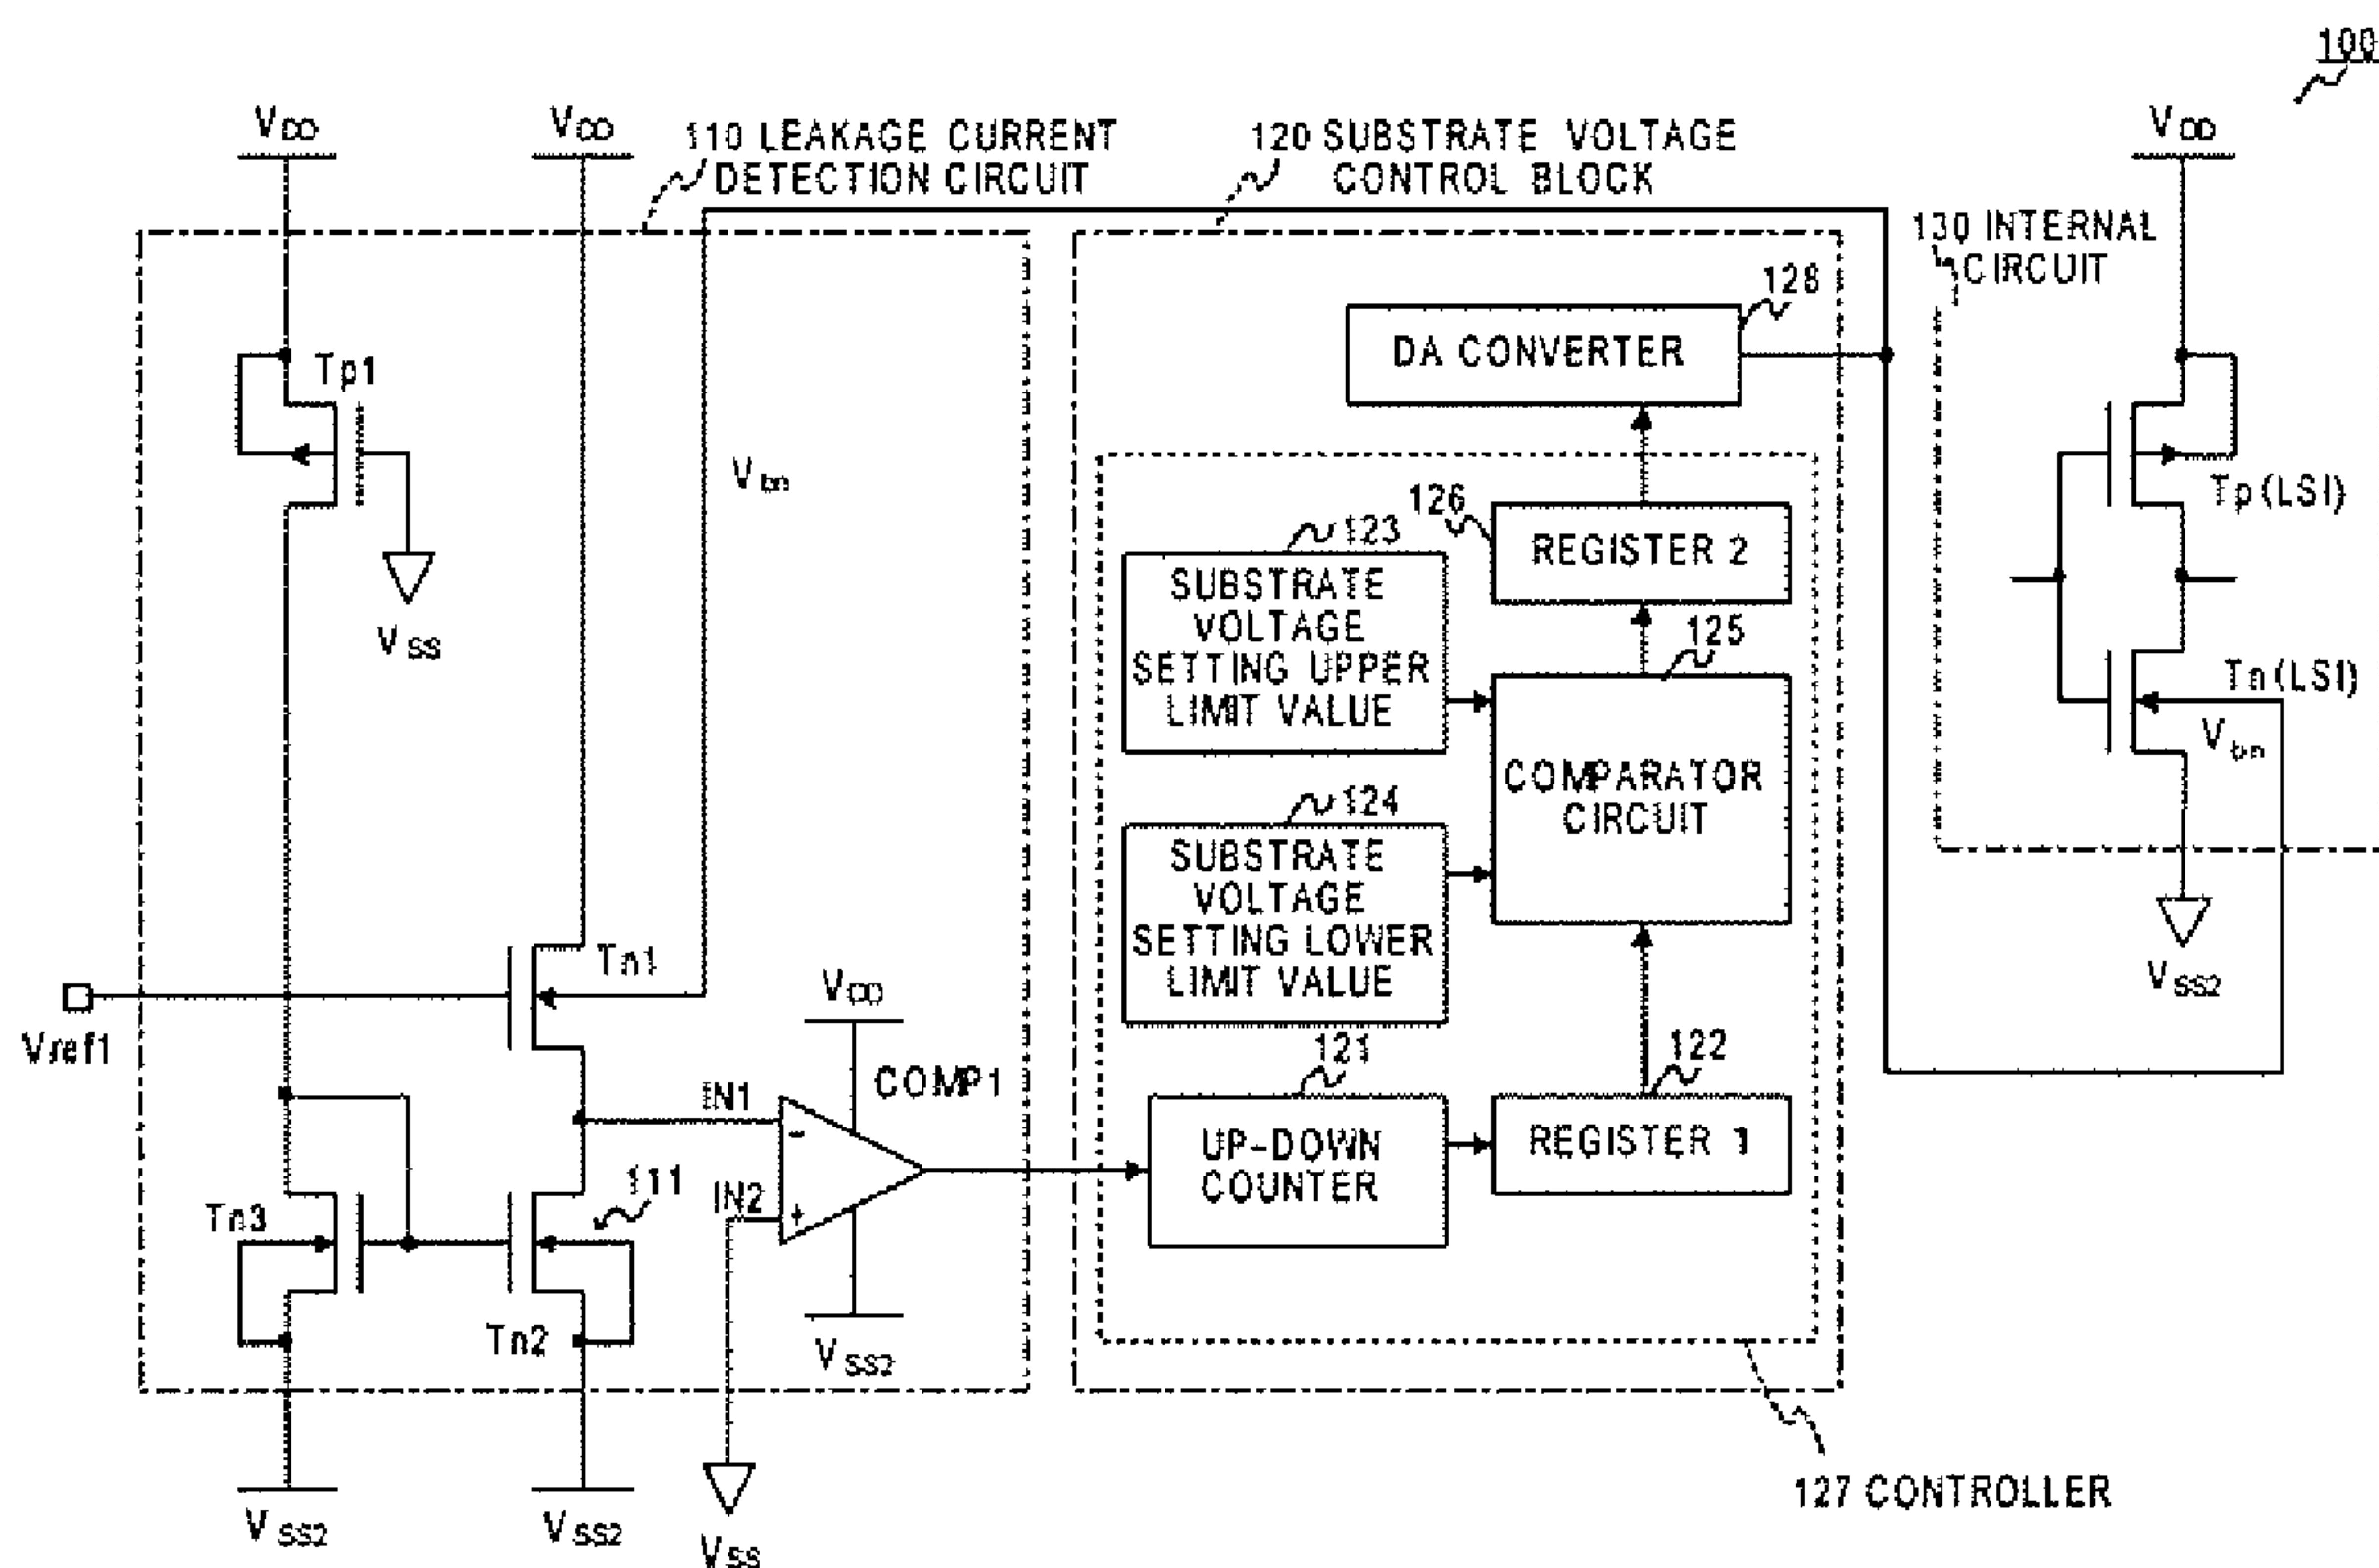 100
VDD
VDD
110 LEAKAGE CURRENT
DETECTION CIRCUIT
120 SUBSTRATE VOLTAGE
CONTROL BLOCK
VDD
130 INTERNAL
CIRCUIT
128
DA CONVERTER
Tp1
Vbn
VSS
126
REGISTER 2
123
SUBSTRATE
VOLTAGE
SETTING UPPER
LIMIT VALUE
125
COMPARATOR
CIRCUIT
124
SUBSTRATE
VOLTAGE
SETTING LOWER
LIMIT VALUE
Tp(LSI)
Tn(LSI)
Vbn
VSS2
Tn1
Vref1
VDD
COMP1
IN1
-
IN2
+
VSS2
121
UP-DOWN
COUNTER
122
REGISTER 1
Tn3
111
Tn2
VSS2
VSS2
VSS
127 CONTROLLER